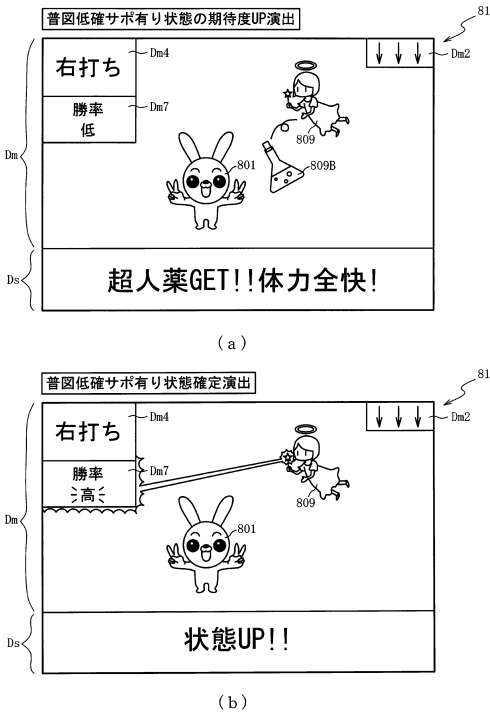 普図低確サポ有り状態の期待度UP演出
81
右打ち
Dm4
Dm2
勝率
低
Dm7
809
Dm
801
809B
Ds
超人薬GET!!体力全快!
(a)
普図低確サポ有り状態確定演出
81
右打ち
Dm4
Dm2
勝率
高
Dm7
809
Dm
801
Ds
状態UP!!
(b)